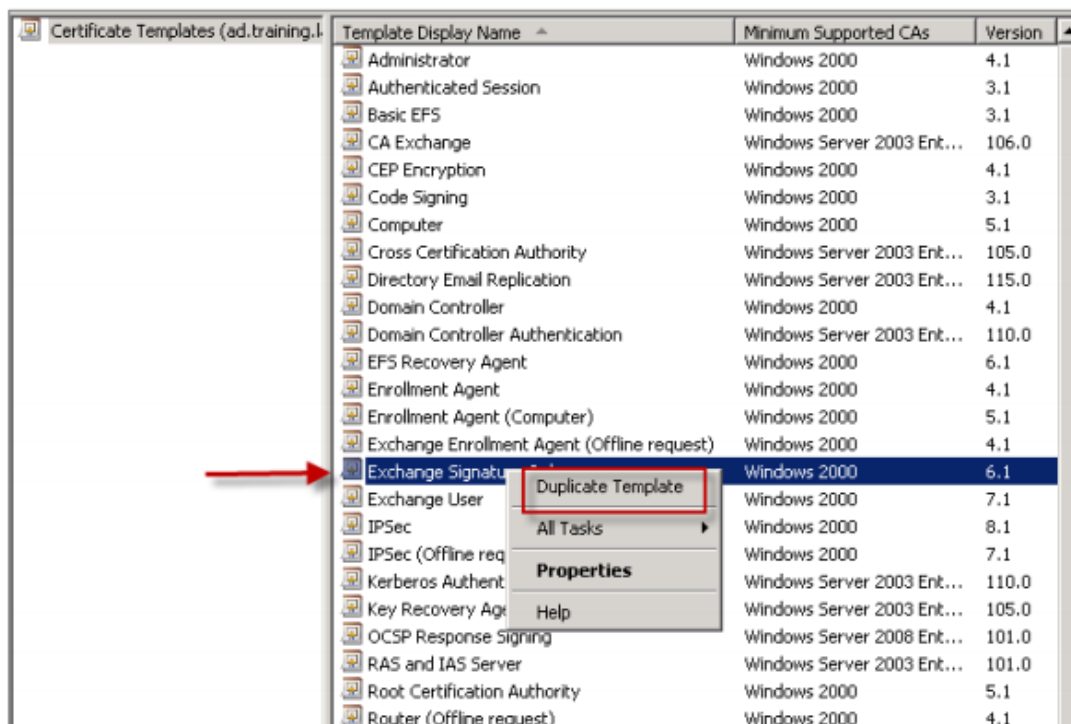 Certificate Templates (ad.training.l
Template Display Name Minimum Supported CAs Version
Administrator Windows 2000 4.1
Authenticated Session Windows 2000 3.1
Basic EFS Windows 2000 3.1
CA Exchange Windows Server 2003 Ent... 106.0
CEP Encryption Windows 2000 4.1
Code Signing Windows 2000 3.1
Computer Windows 2000 5.1
Cross Certification Authority Windows Server 2003 Ent... 105.0
Directory Email Replication Windows Server 2003 Ent... 115.0
Domain Controller Windows 2000 4.1
Domain Controller Authentication Windows Server 2003 Ent... 110.0
EFS Recovery Agent Windows 2000 6.1
Enrollment Agent Windows 2000 4.1
Enrollment Agent (Computer) Windows 2000 5.1
Exchange Enrollment Agent (Offline request) Windows 2000 4.1
Exchange Signatu Windows 2000 6.1
Exchange User Windows 2000 7.1
IPSec Windows 2000 8.1
IPSec (Offline req Windows 2000 7.1
Kerberos Authent Windows Server 2003 Ent... 110.0
Key Recovery Age Windows Server 2003 Ent... 105.0
OCSP Response Signing Windows Server 2008 Ent... 101.0
RAS and IAS Server Windows Server 2003 Ent... 101.0
Root Certification Authority Windows 2000 5.1
Router (Offline request) Windows 2000 4.1
Duplicate Template
All Tasks
Properties
Help